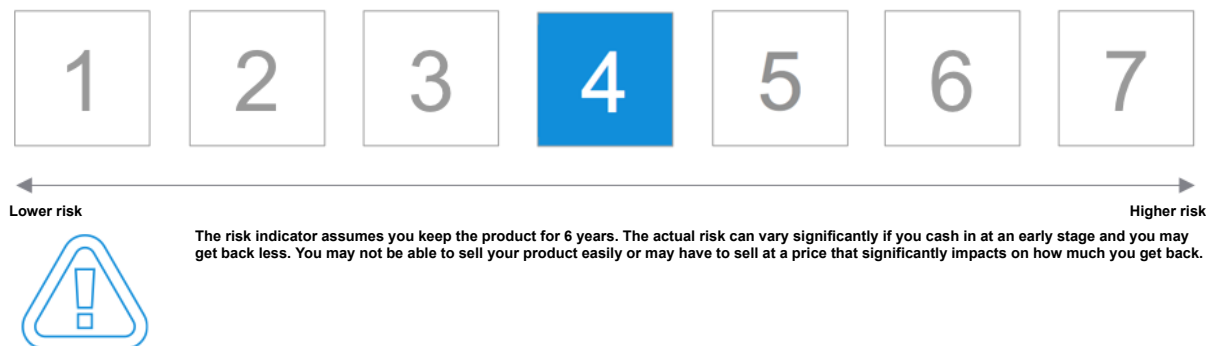 1 2 3 4 5 6 7
Lower risk Higher risk
The risk indicator assumes you keep the product for 6 years. The actual risk can vary significantly if you cash in at an early stage and you may
get back less. You may not be able to sell your product easily or may have to sell at a price that significantly impacts on how much you get back.